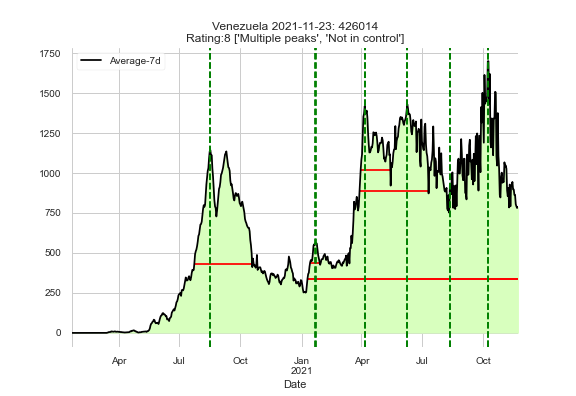 Venezuela 2021-11-23: 426014
Rating:8 ['Multiple peaks', 'Not in control']
Average-7d
1750
1500
1250
1000
750
500
250
0
Apr
Jul
Oct
Jan
2021
Apr
Jul
Oct
Date